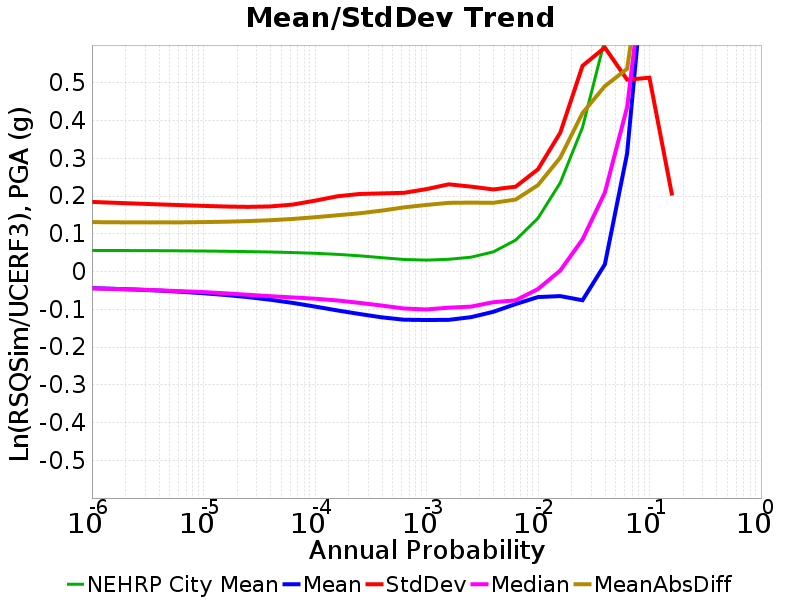 Mean/StdDev Trend
Ln(RSQSim/UCERF3), PGA (g)
0.5
0.4
0.3
0.2
0.1
0
-0.1
-0.2
-0.3
-0.4
-0.5
10-6 10-5 10-4 10-3 10-2 10-1 100
Annual Probability
NEHRP City Mean Mean StdDev Median MeanAbsDiff